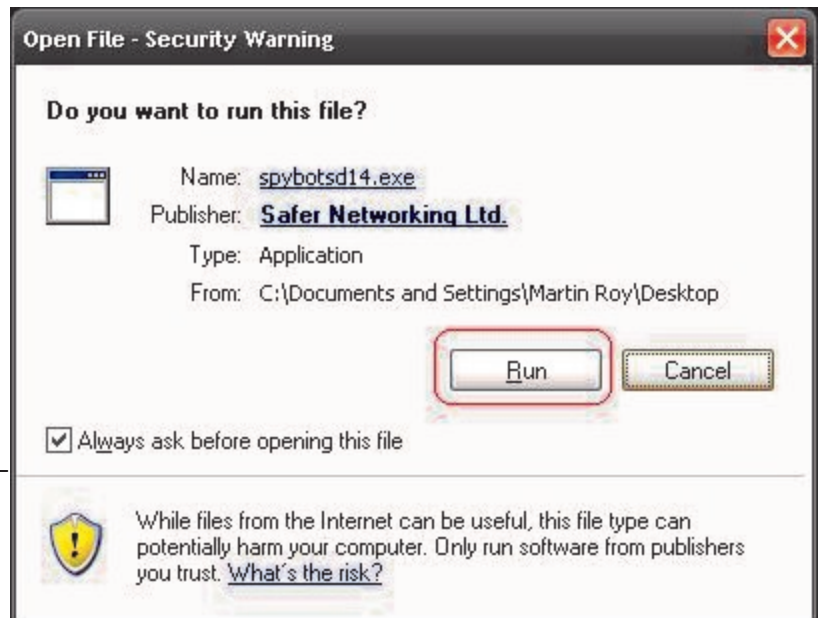 Open File - Security Warning
Do you want to run this file?
Name: spybotsd14.exe
Publisher: Safer Networking Ltd.
Type: Application
From: C:\Documents and Settings\Martin Roy\Desktop
Run Cancel
Always ask before opening this file
While files from the Internet can be useful, this file type can
potentially harm your computer. Only run software from publishers
you trust. What's the risk?